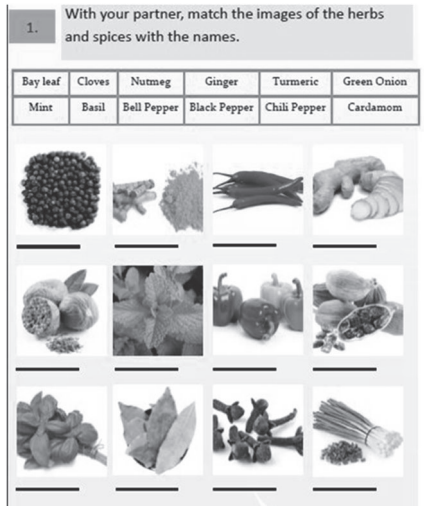 1.
With your partner, match the images of the herbs
and spices with the names.
Bay leaf Cloves Nutmeg Ginger Turmeric Green Onion
Mint Basil Bell Pepper Black Pepper Chili Pepper Cardamom